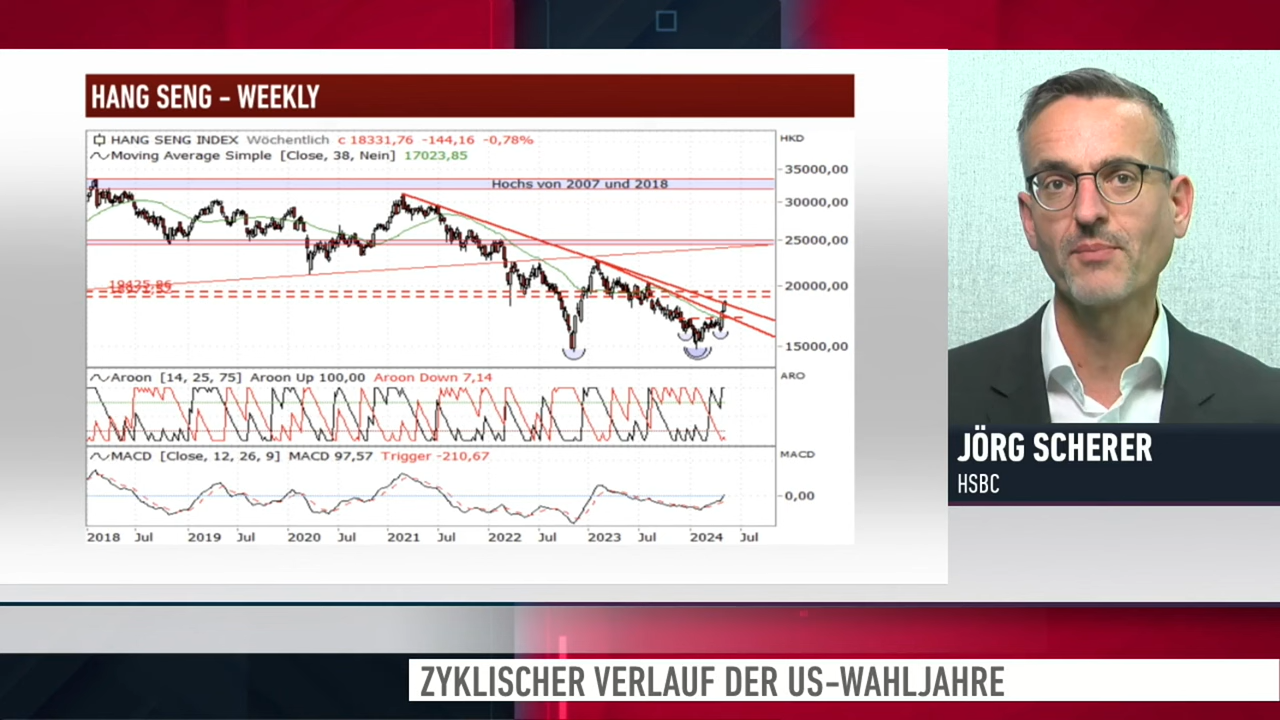 HANG SENG - WEEKLY
HANG SENG INDEX Wöchentlich c 18331,76 -144,16 -0,78%
HKD
Moving Average Simple [Close, 38, Nein] 17023,85
35000,00
Hochs von 2007 und 2018
30000,00
25000,00
20000,00
15000,00
Aroon [14, 25, 75] Aroon Up 100,00 Aroon Down 7,14
ARO
MACD [Close, 12, 26, 9] MACD 97,57 Trigger -210,67
MACD
0,00
2018 Jul 2019 Jul 2020 Jul 2021 Jul 2022 Jul 2023 Jul 2024 Jul
JÖRG SCHERER
HSBC
ZYKLISCHER VERLAUF DER US-WAHLJAHRE